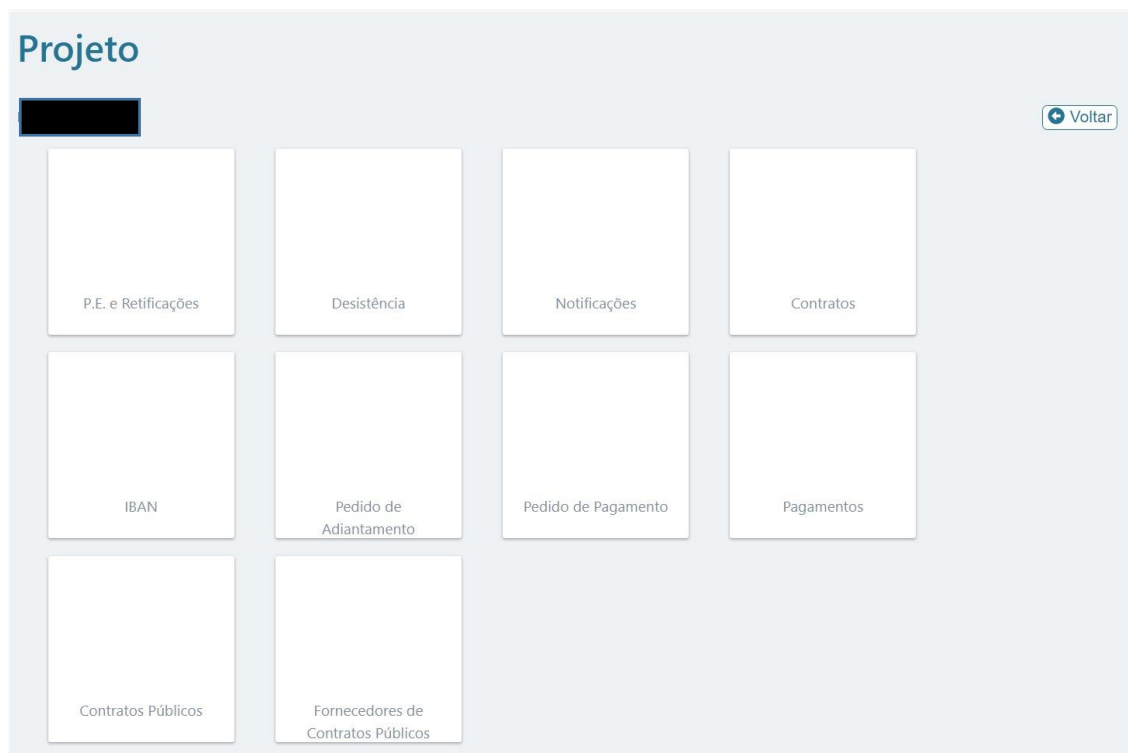 Projeto
Voltar
P.E. e Retificações
Desistência
Notificações
Contratos
IBAN
Pedido de
Adiantamento
Pedido de Pagamento
Pagamentos
Contratos Públicos
Fornecedores de
Contratos Públicos